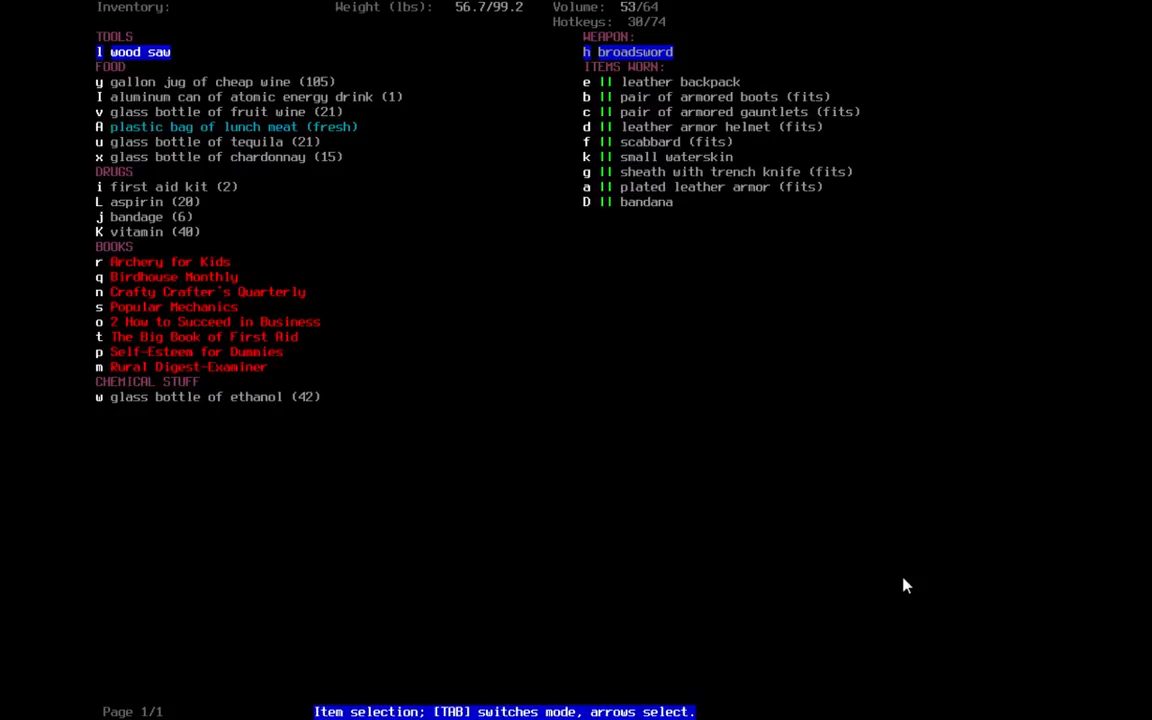 Inventory: Weight (lbs): 56.7/99.2 Volume: 53/64
Hotkeys: 30/74
TOOLS
l wood saw
FOOD
y gallon jug of cheap wine (105)
I aluminum can of atomic energy drink (1)
v glass bottle of fruit wine (21)
A plastic bag of lunch meat (fresh)
u glass bottle of tequila (21)
x glass bottle of chardonnay (15)
DRUGS
i first aid kit (2)
L aspirin (20)
j bandage (6)
K vitamin (40)
BOOKS
r Archery for Kids
q Birdhouse Monthly
n Crafty Crafter's Quarterly
s Popular Mechanics
o 2 How to Succeed in Business
t The Big Book of First Aid
p Self-Esteem for Dummies
m Rural Digest-Examiner
CHEMICAL STUFF
w glass bottle of ethanol (42)
WEAPON:
h broadsword
ITEMS WORN:
e || leather backpack
b || pair of armored boots (fits)
c || pair of armored gauntlets (fits)
d || leather armor helmet (fits)
f || scabbard (fits)
k || small waterskin
g || sheath with trench knife (fits)
a || plated leather armor (fits)
D || bandana
Page 1/1 Item selection; [TAB] switches mode, arrows select.